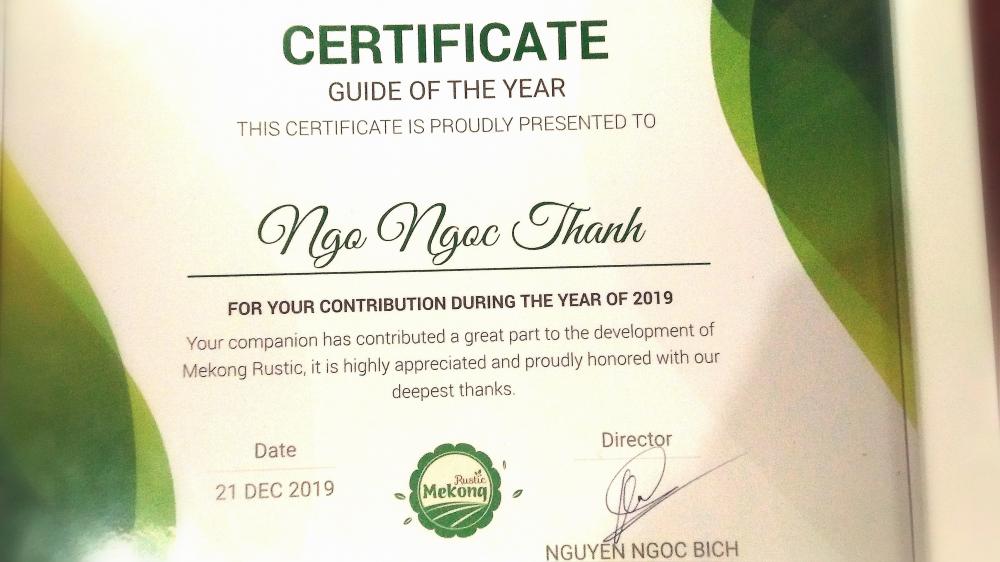 CERTIFICATE
GUIDE OF THE YEAR
THIS CERTIFICATE IS PROUDLY PRESENTED TO
Ngo Ngoc Thanh
FOR YOUR CONTRIBUTION DURING THE YEAR OF 2019
Your companion has contributed a great part to the development of
Mekong Rustic, it is highly appreciated and proudly honored with our
deepest thanks.
Date
21 DEC 2019
Rustic
Mekong
Director
NGUYEN NGOC BICH